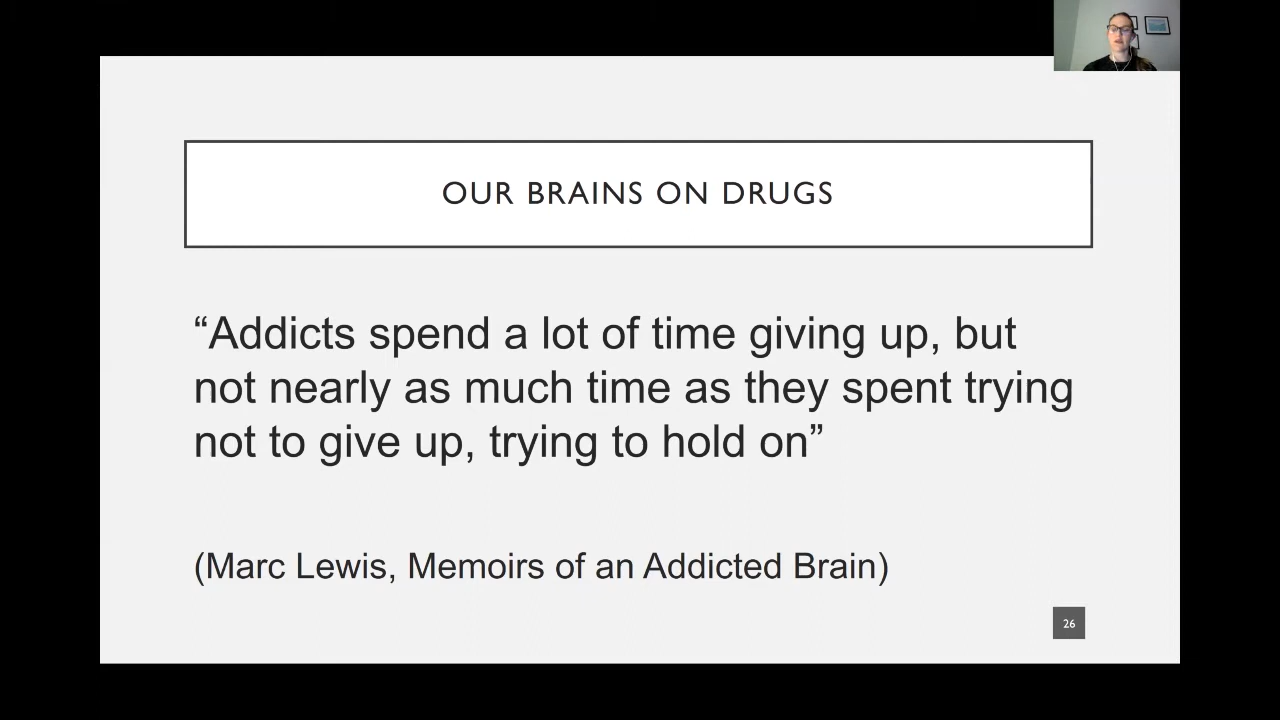 OUR BRAINS ON DRUGS
“Addicts spend a lot of time giving up, but
not nearly as much time as they spent trying
not to give up, trying to hold on”
(Marc Lewis, Memoirs of an Addicted Brain)
26